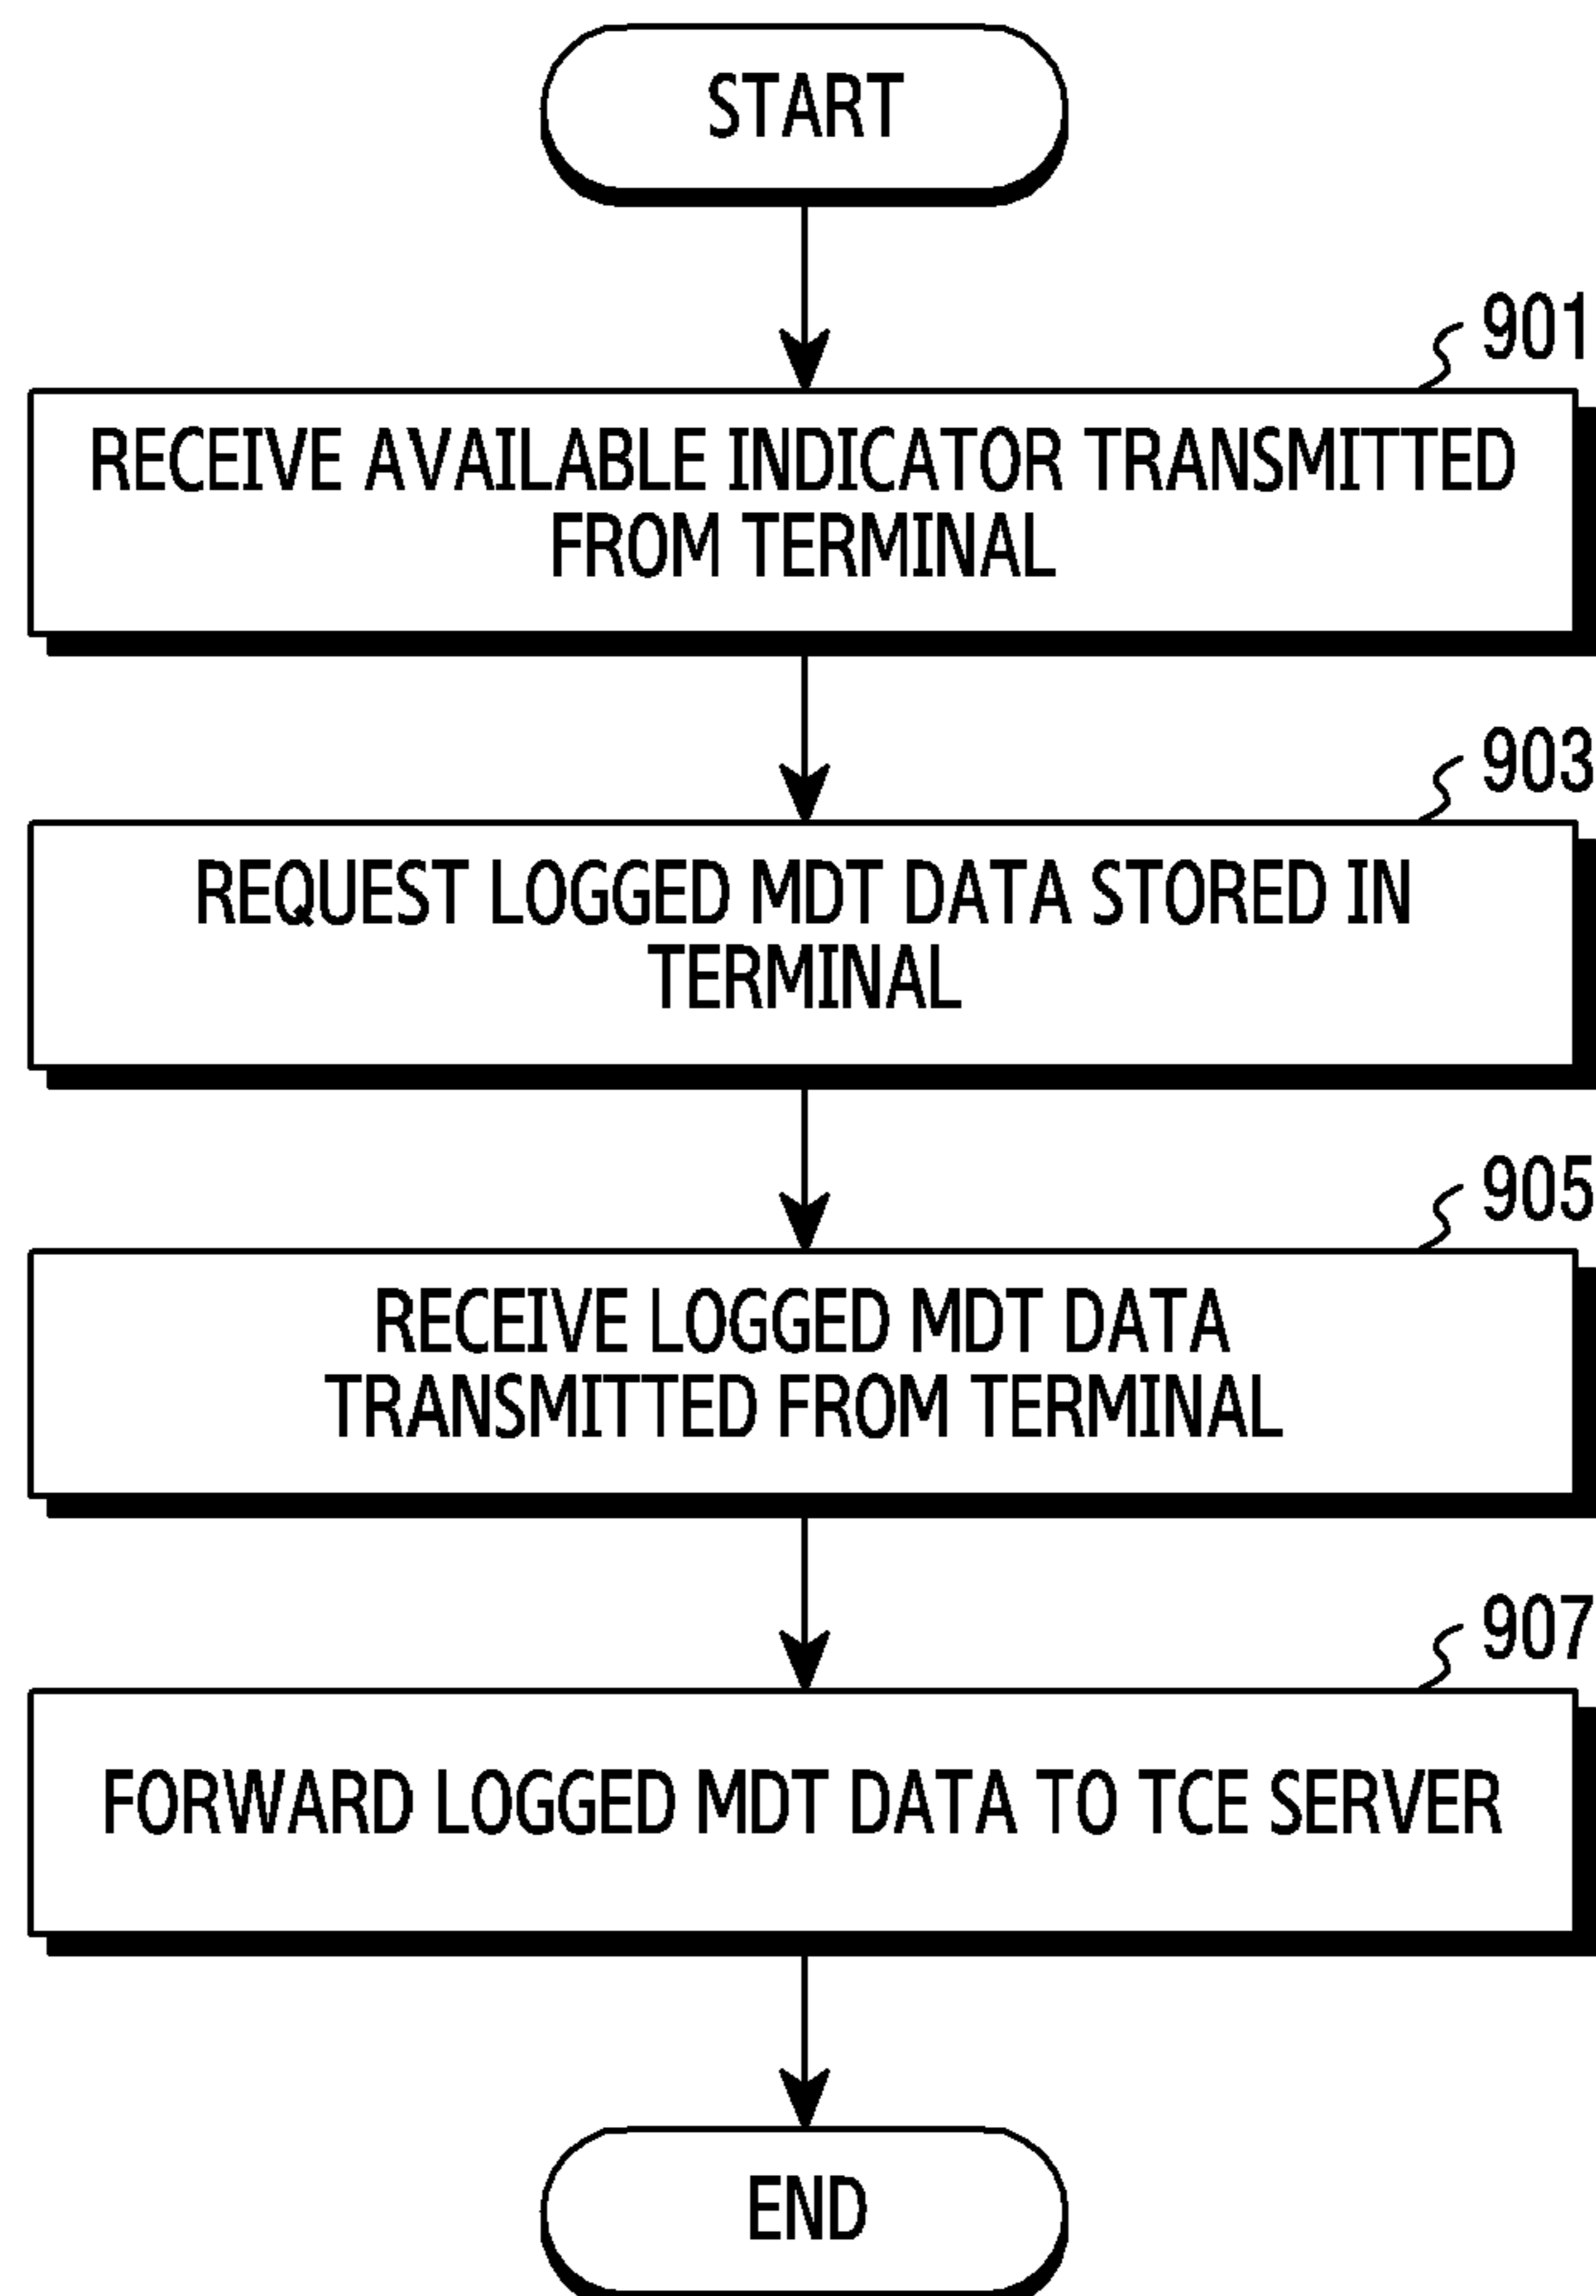 START
901
RECEIVE AVAILABLE INDICATOR TRANSMITTED
FROM TERMINAL
903
REQUEST LOGGED MDT DATA STORED IN
TERMINAL
905
RECEIVE LOGGED MDT DATA
TRANSMITTED FROM TERMINAL
907
FORWARD LOGGED MDT DATA TO TCE SERVER
END